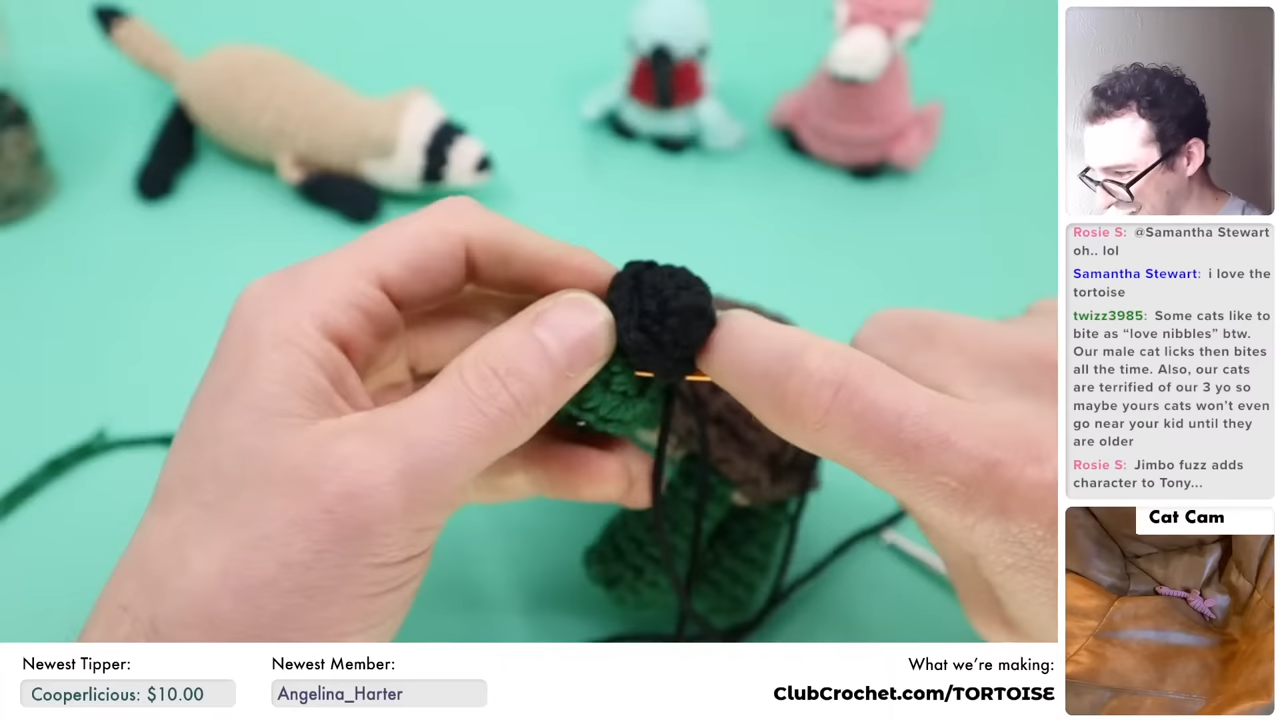 Rosie S: @Samantha Stewart
oh.. lol
Samantha Stewart: i love the
tortoise
twizz3985: Some cats like to
bite as “love nibbles” btw.
Our male cat licks then bites
all the time. Also, our cats
are terrified of our 3 yo so
maybe yours cats won’t even
go near your kid until they
are older
Rosie S: Jimbo fuzz adds
character to Tony...
Cat Cam
Newest Tipper:
Cooperlicious: $10.00
Newest Member:
Angelina_Harter
What we’re making:
ClubCrochet.com/TORTOISE